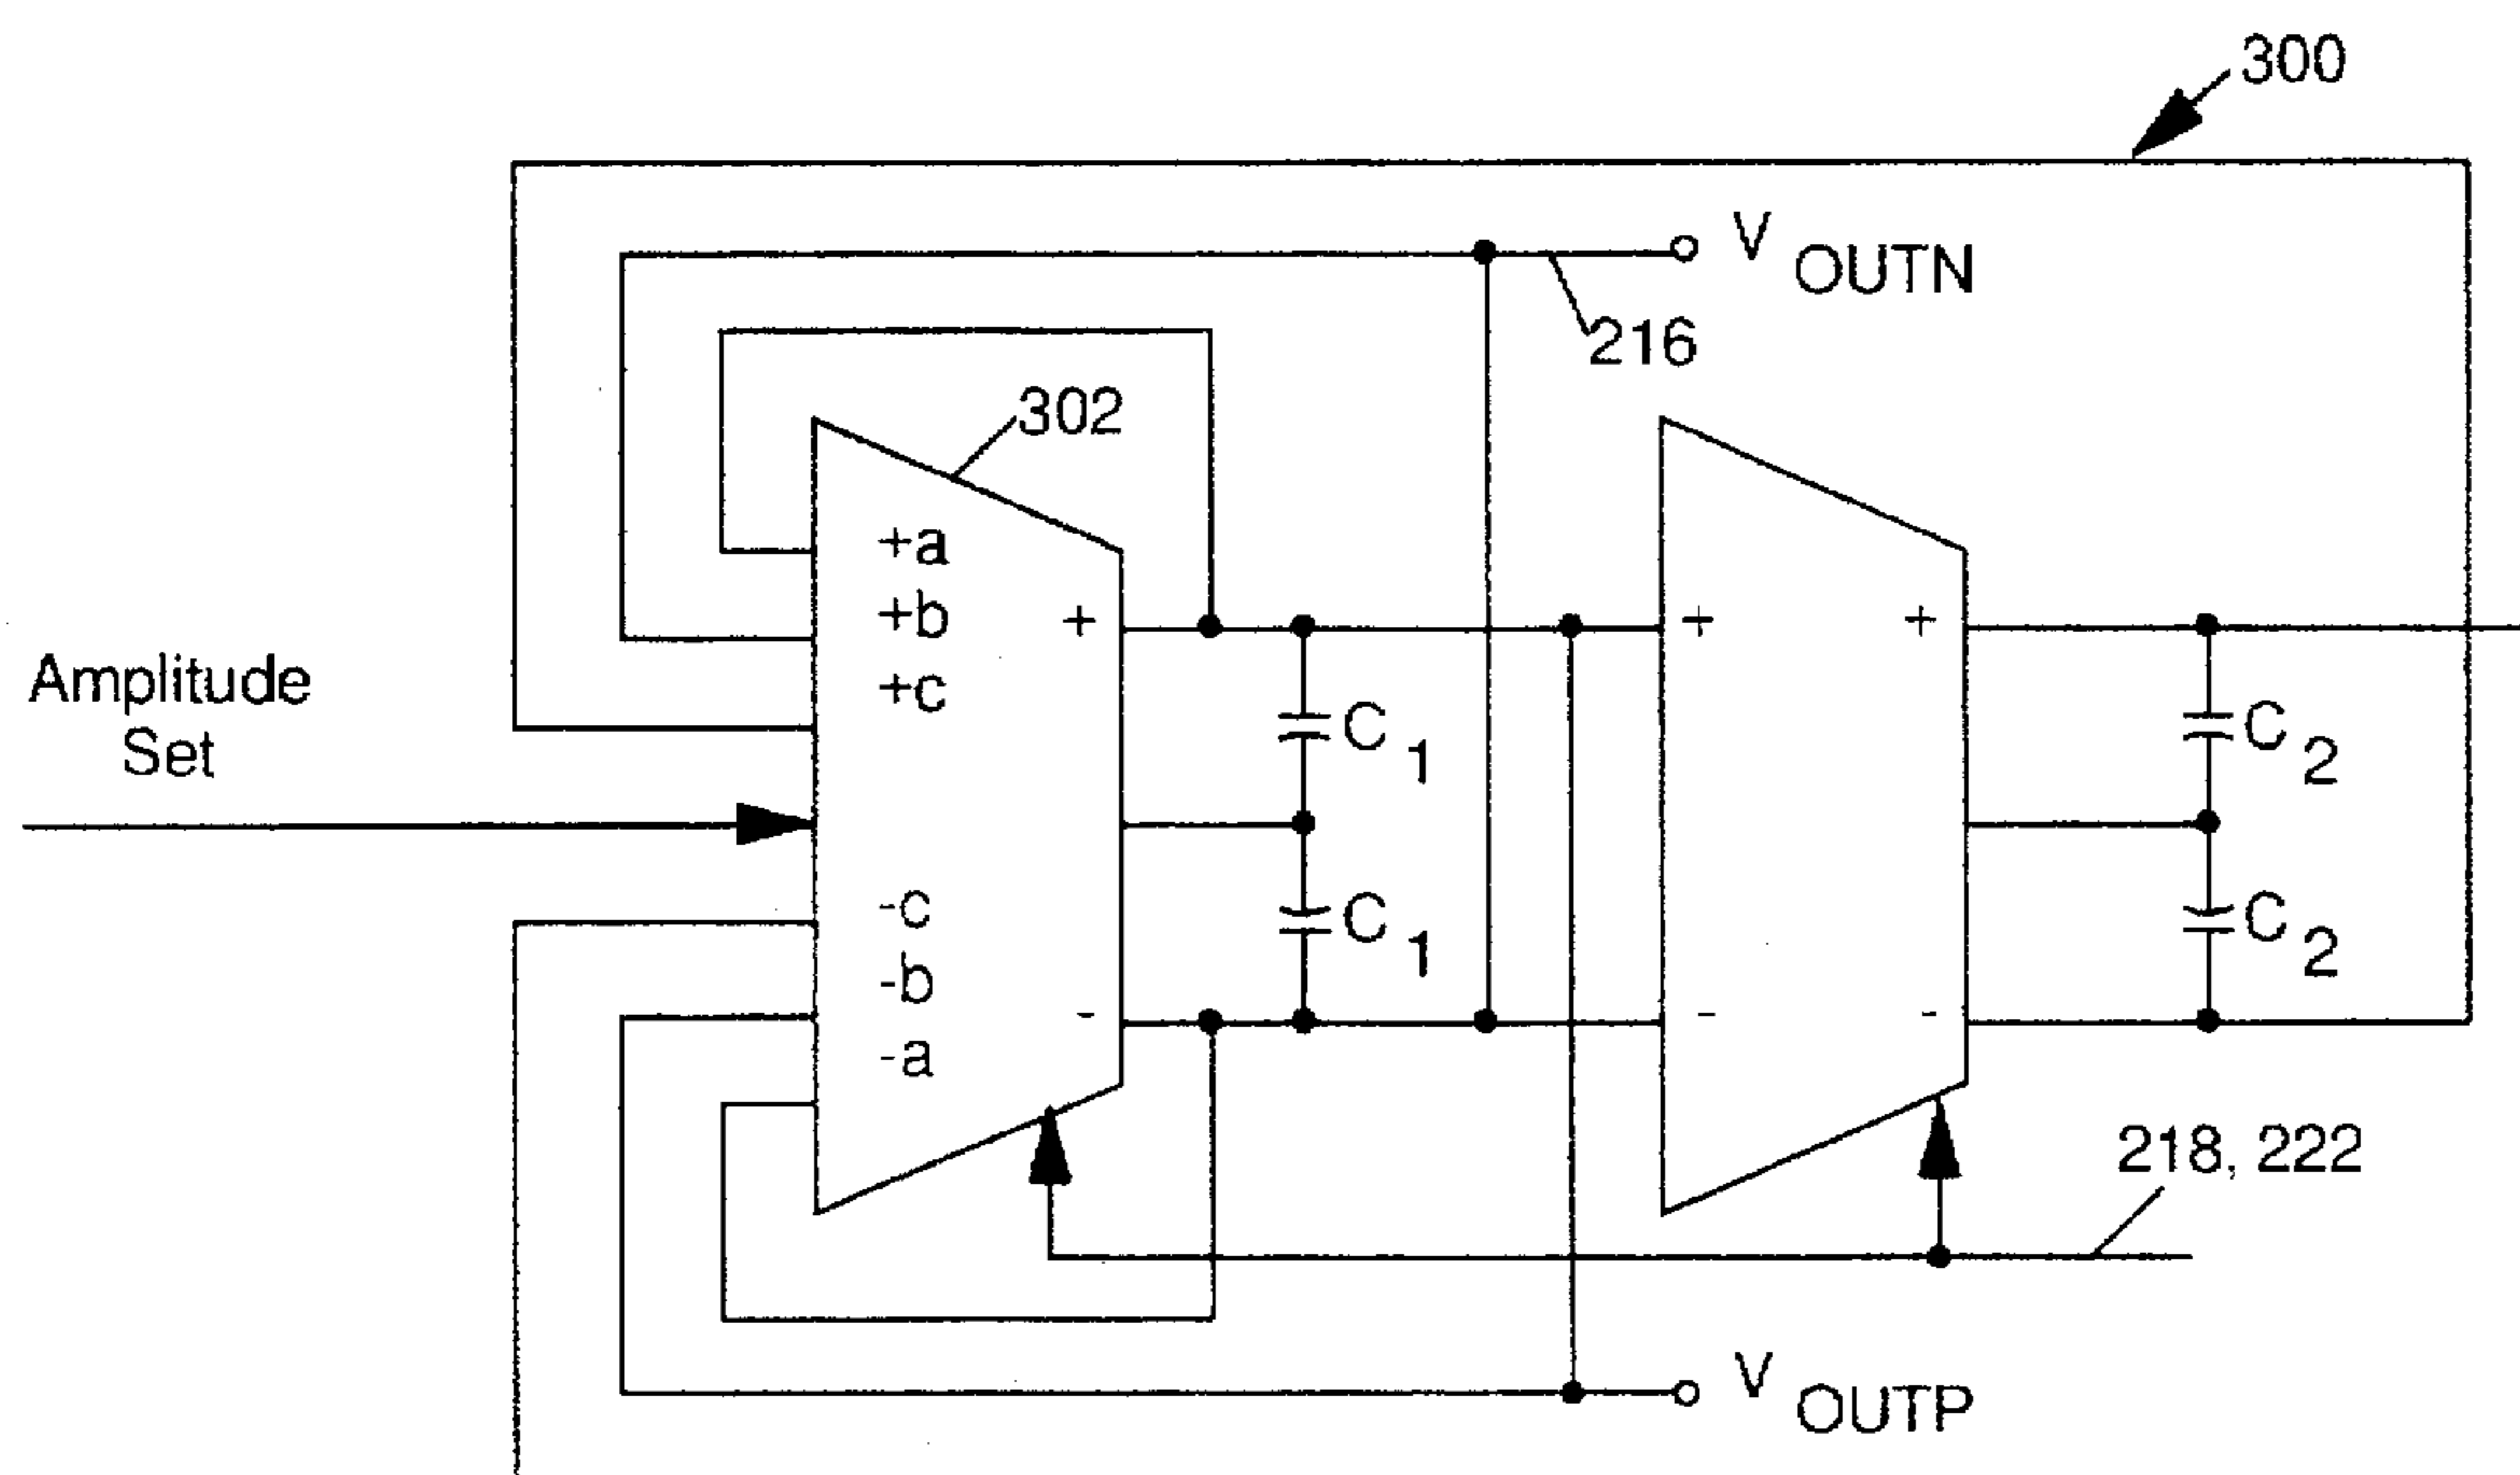 300
V OUTN
216
302
+a
+b + + +
+c
Amplitude
Set
C 1
C 2
-c
C 1
C 2
-b
- - -
-a
218, 222
V OUTP